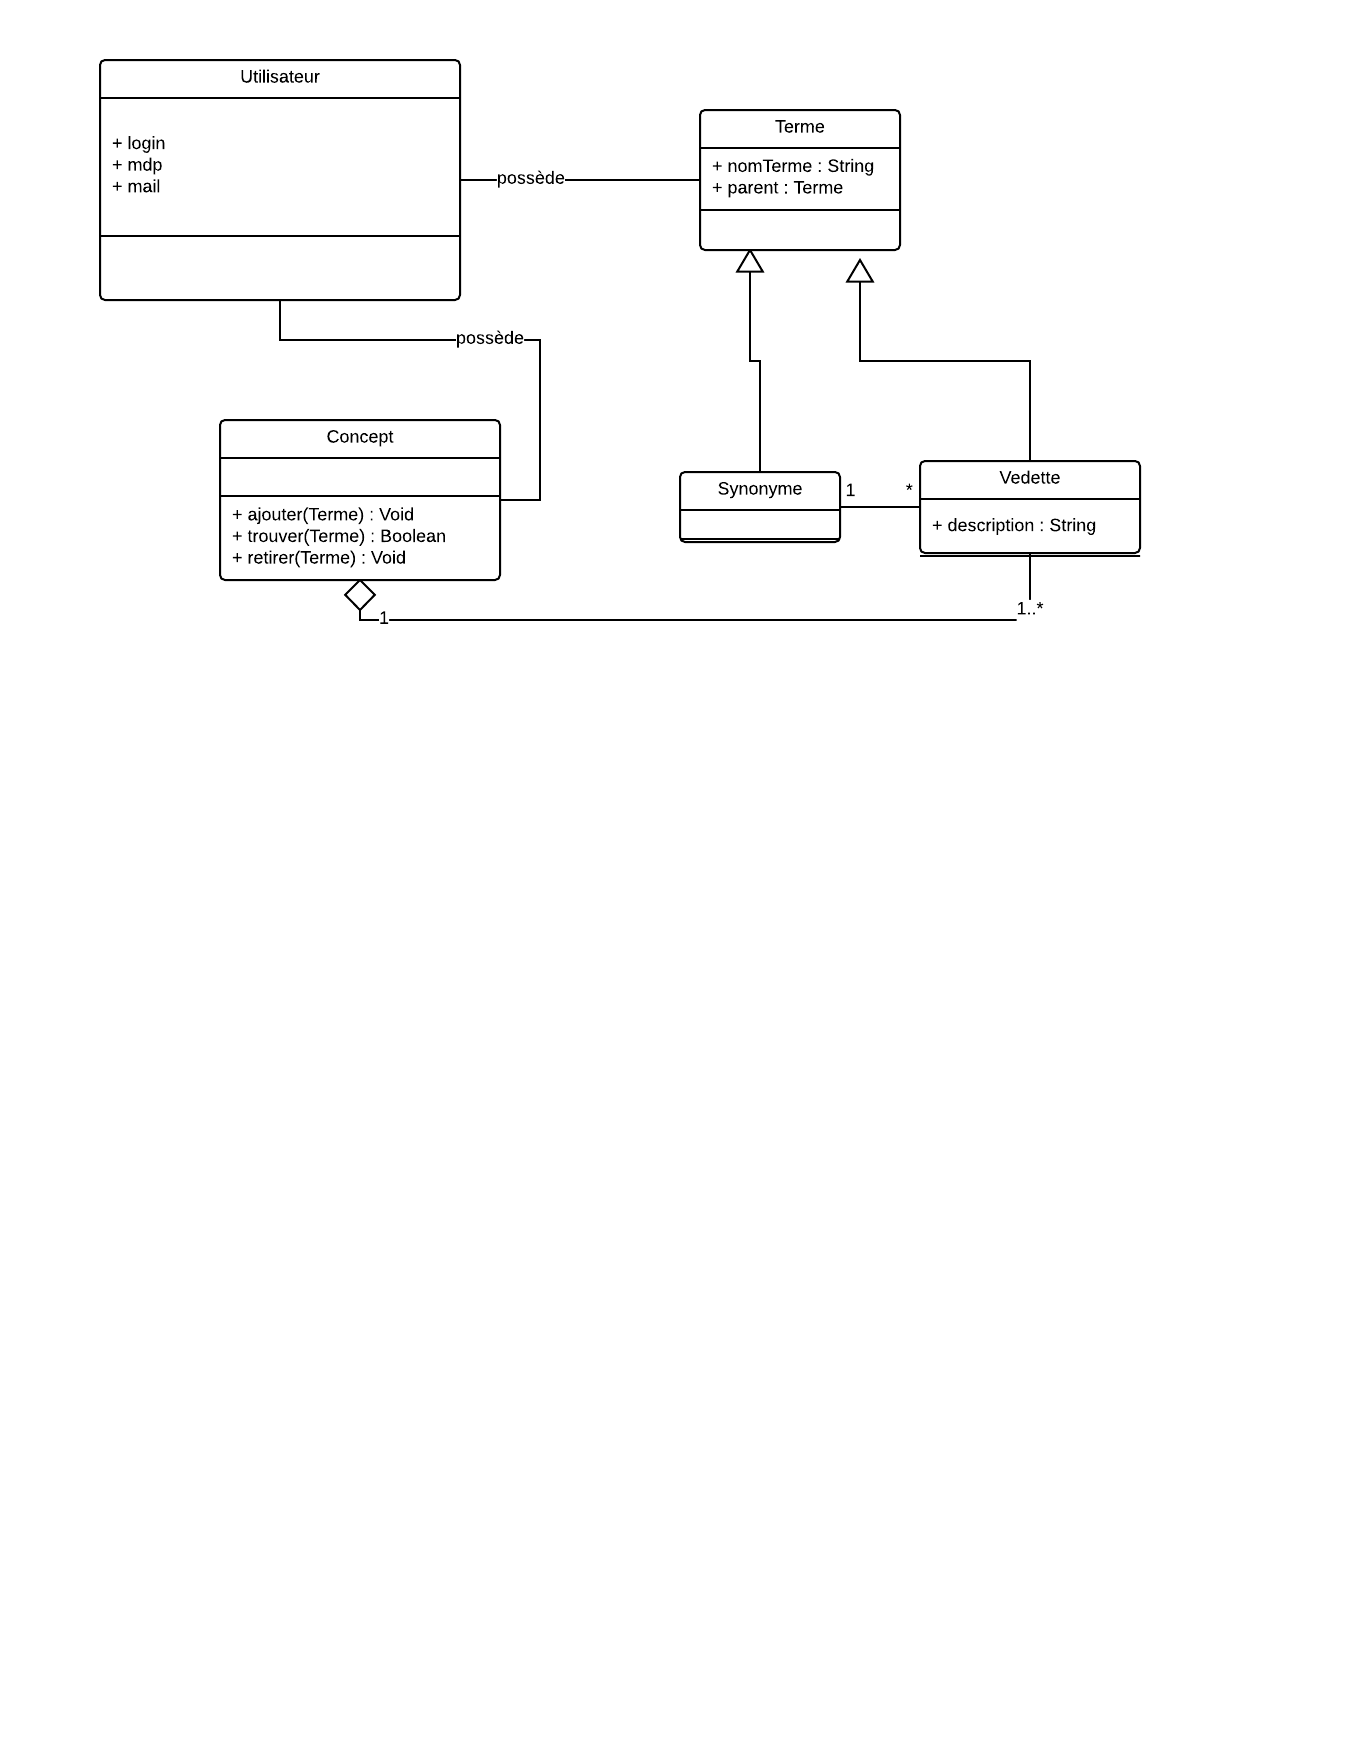 Utilisateur
+ login
+ mdp
+ mail
possède
Terme
+ nomTerme : String
+ parent : Terme
possède
Concept
+ ajouter(Terme) : Void
+ trouver(Terme) : Boolean
+ retirer(Terme) : Void
Synonyme
1
*
Vedette
+ description : String
1
1..*